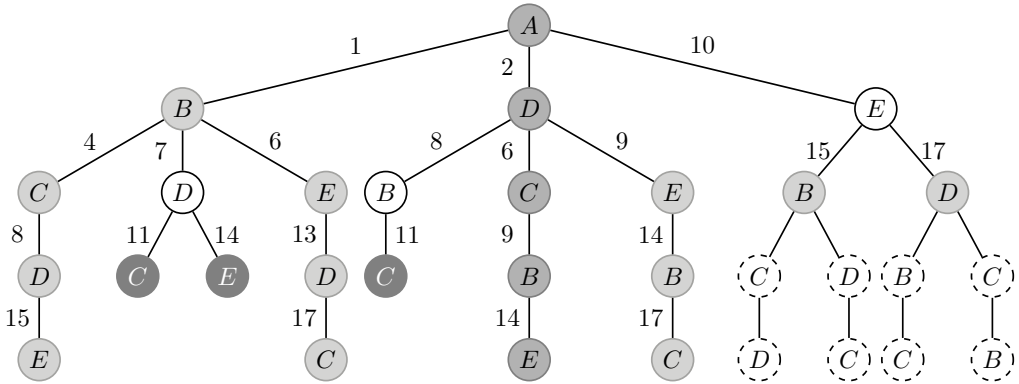 A
1 2 10
B D E
4 7 6 8 6 9 15 17
C D E B C E B D
8 11 14 13 11 9 14
D C E D C B B C D B C
15 17 14 17
E C E C D C C B